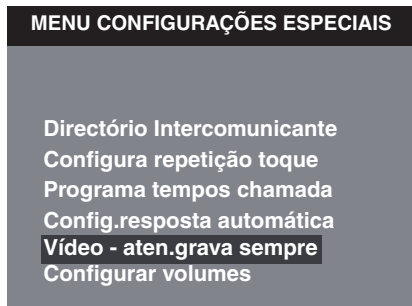 MENU CONFIGURAÇÕES ESPECIAIS
Directório Intercomunicante
Configura repetição toque
Programa tempos chamada
Config.resposta automática
Vídeo - aten.grava sempre
Configurar volumes